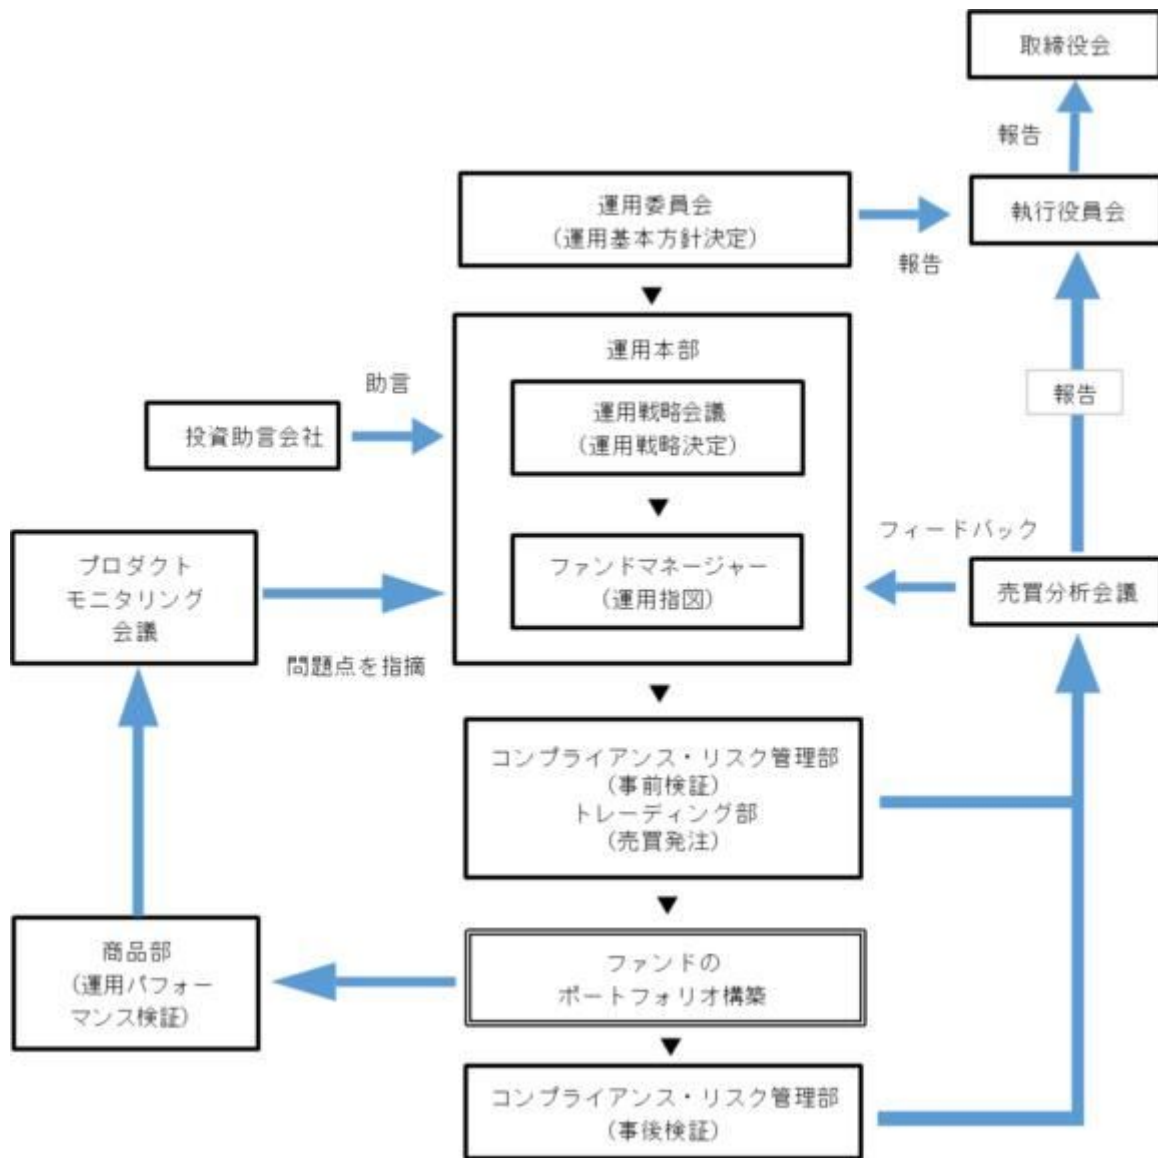 取締役会
報告
運用委員会
(運用基本方針決定)
執行役員会
報告
運用本部
助言
運用戦略会議
(運用戦略決定)
投資助言会社
報告
フィードバック
プロダクト
モニタリング
会議
ファンドマネージャー
(運用指図)
売買分析会議
問題点を指摘
コンプライアンス・リスク管理部
(事前検証)
トレーディング部
(売買発注)
商品部
(運用パフォー
マンス検証)
ファンドの
ポートフォリオ構築
コンプライアンス・リスク管理部
(事後検証)